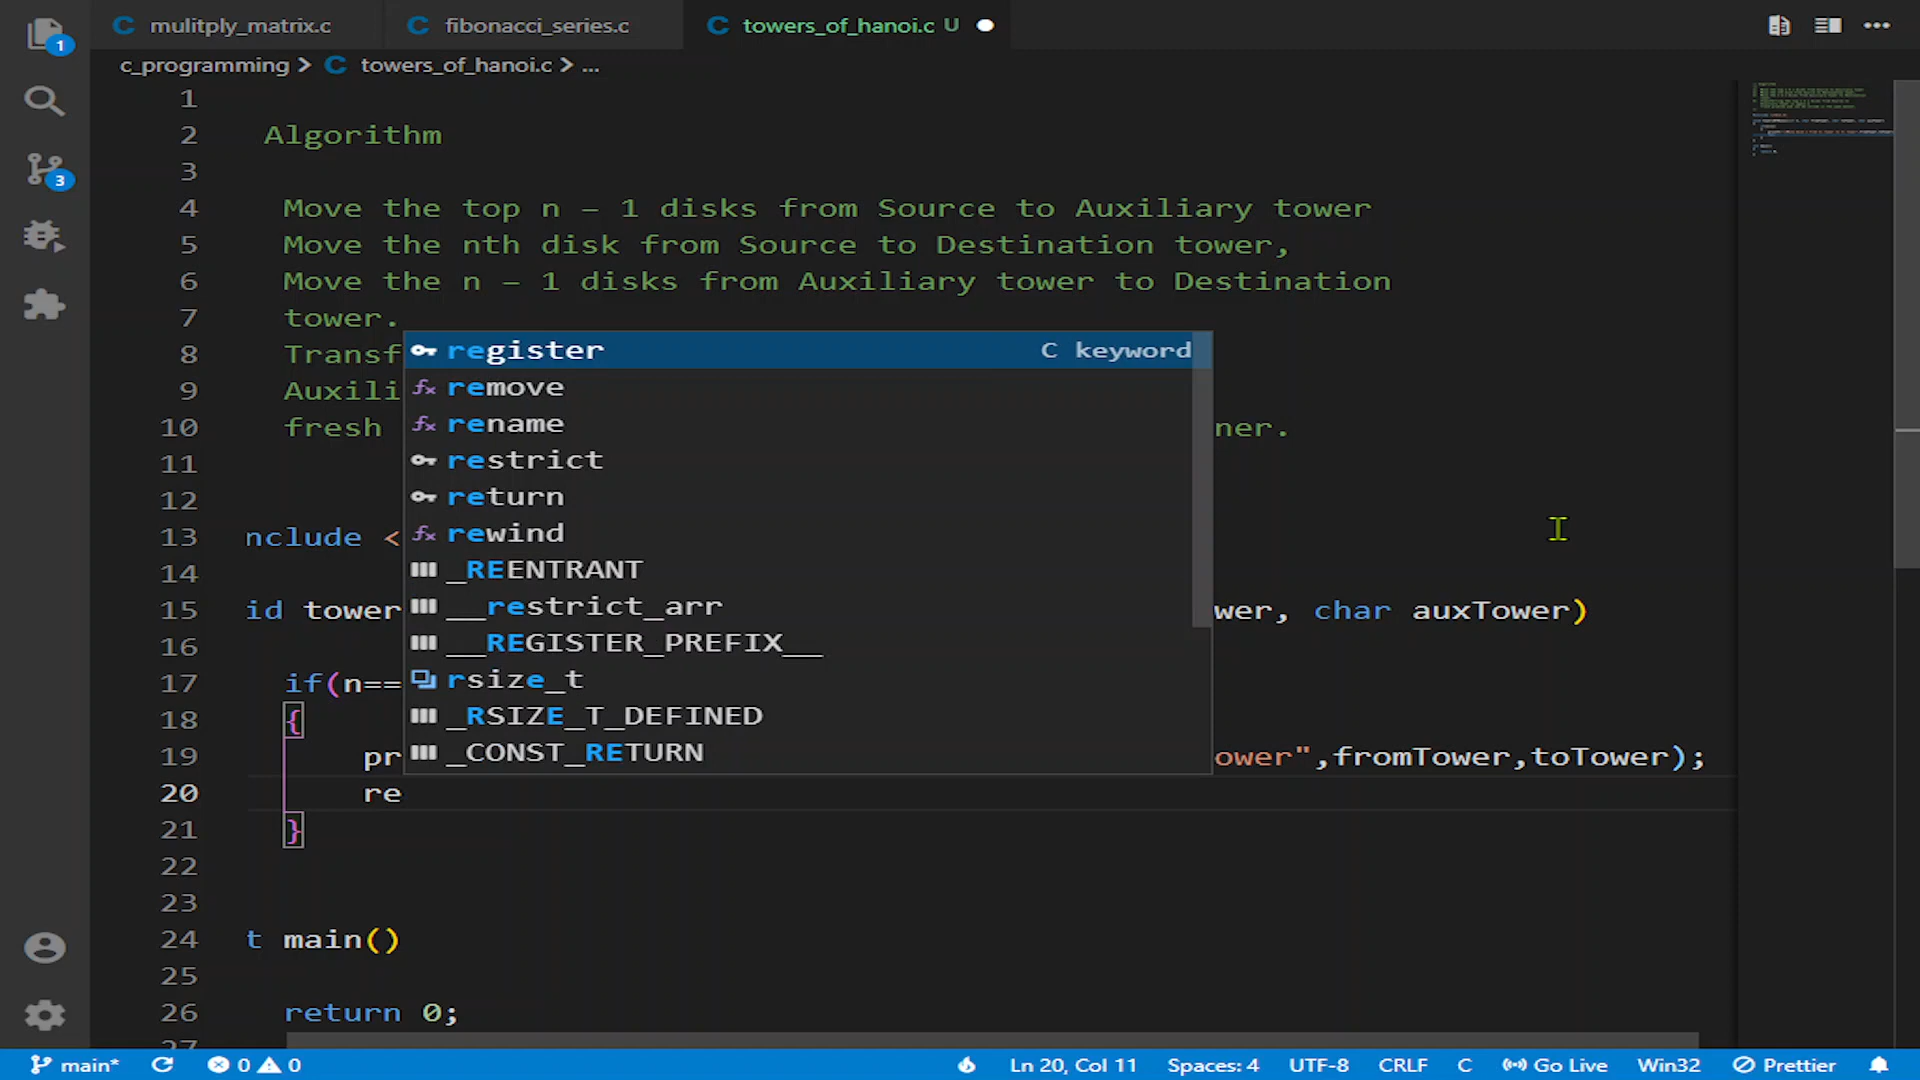 mulitply_matrix.c
fibonacci_series.c
towers_of_hanoi.c U
c_programming > towers_of_hanoi.c > ...
1
2 Algorithm
3
4 Move the top n – 1 disks from Source to Auxiliary tower
5 Move the nth disk from Source to Destination tower,
6 Move the n – 1 disks from Auxiliary tower to Destination
7 tower.
8 Transf
9 Auxili
10 fresh ner.
11
12
13 nclude <
14
15 id tower wer, char auxTower)
16
17 if(n==
18 {
19 pr ower",fromTower,toTower);
20 re
21 }
22
23
24 t main()
25
26 return 0;
27
register C keyword
remove
rename
restrict
return
rewind
_REENTRANT
__restrict_arr
__REGISTER_PREFIX__
rsize_t
_RSIZE_T_DEFINED
_CONST_RETURN
1
3
main* 0 0 Ln 20, Col 11 Spaces: 4 UTF-8 CRLF C Go Live Win32 Prettier